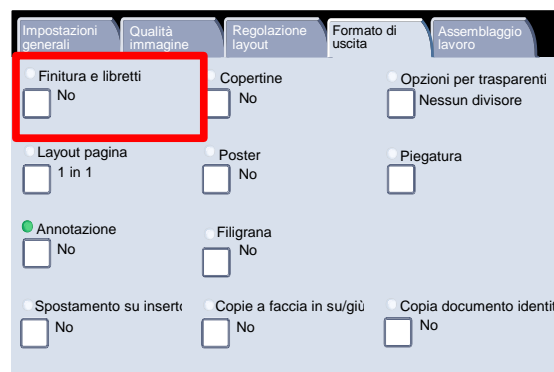 Impostazioni generali
Qualità immagine
Regolazione layout
Formato di uscita
Assemblaggio lavoro
Finitura e libretti
No
Copertine
No
Opzioni per trasparenti
Nessun divisore
Layout pagina
1 in 1
Poster
No
Piegatura
Annotazione
No
Filigrana
No
Spostamento su inserto
No
Copie a faccia in su/giù
No
Copia documento identit
No